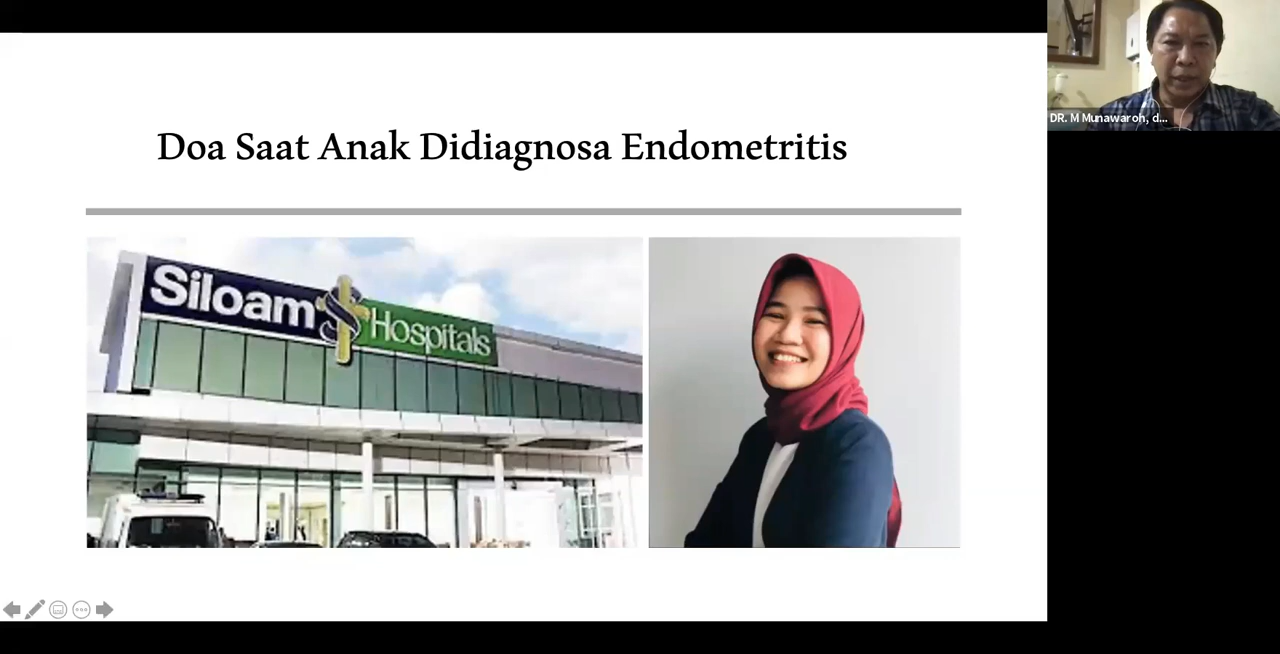 Doa Saat Anak Didiagnosa Endometritis
Siloam Hospitals
DR. M Munawaroh, d...